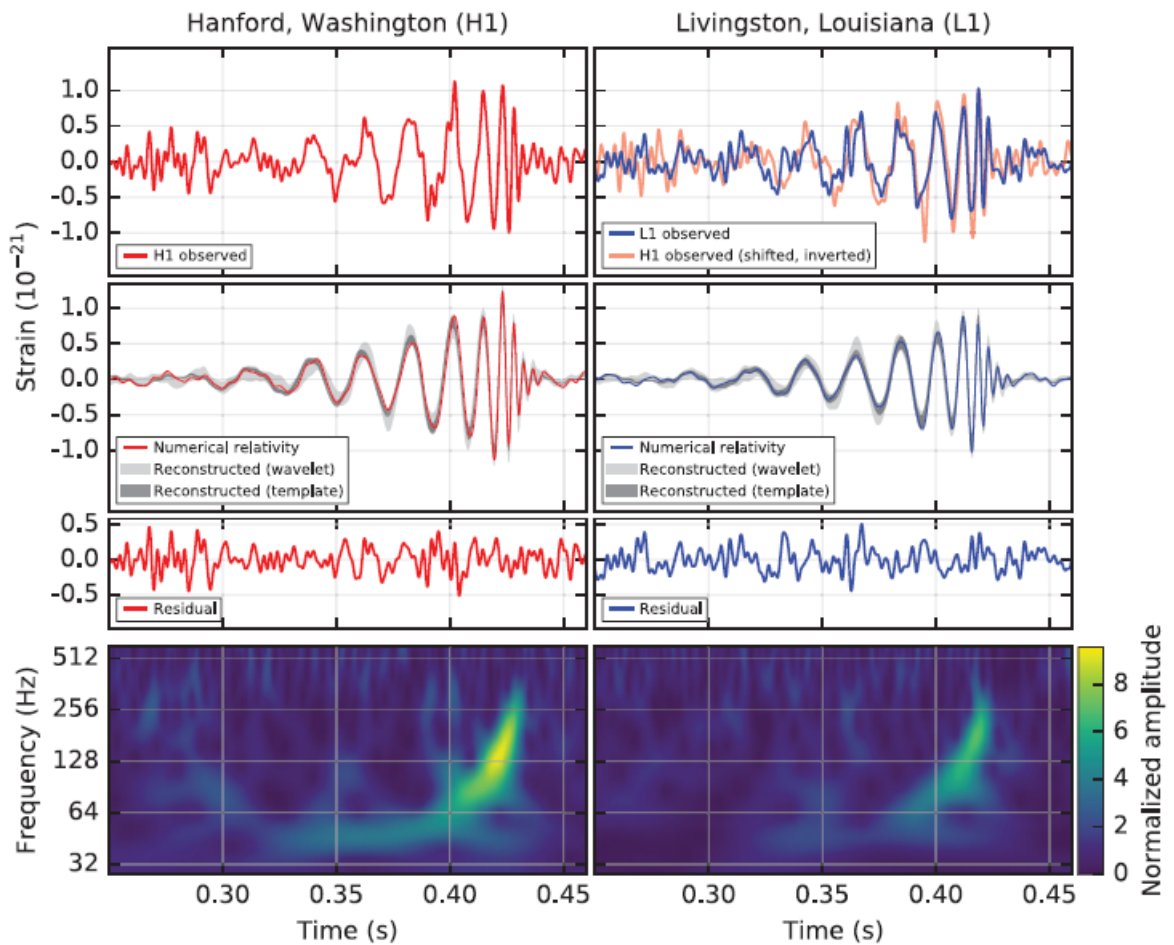 Hanford, Washington (H1)
Livingston, Louisiana (L1)
Strain (10⁻²¹)
1.0
0.5
0.0
-0.5
-1.0
H1 observed
L1 observed
H1 observed (shifted, inverted)
1.0
0.5
0.0
-0.5
-1.0
Numerical relativity
Reconstructed (wavelet)
Reconstructed (template)
Numerical relativity
Reconstructed (wavelet)
Reconstructed (template)
0.5
0.0
-0.5
Residual
Residual
Frequency (Hz)
512
256
128
64
32
Normalized amplitude
8
6
4
2
0
0.30
0.35
0.40
0.45
0.30
0.35
0.40
0.45
Time (s)
Time (s)